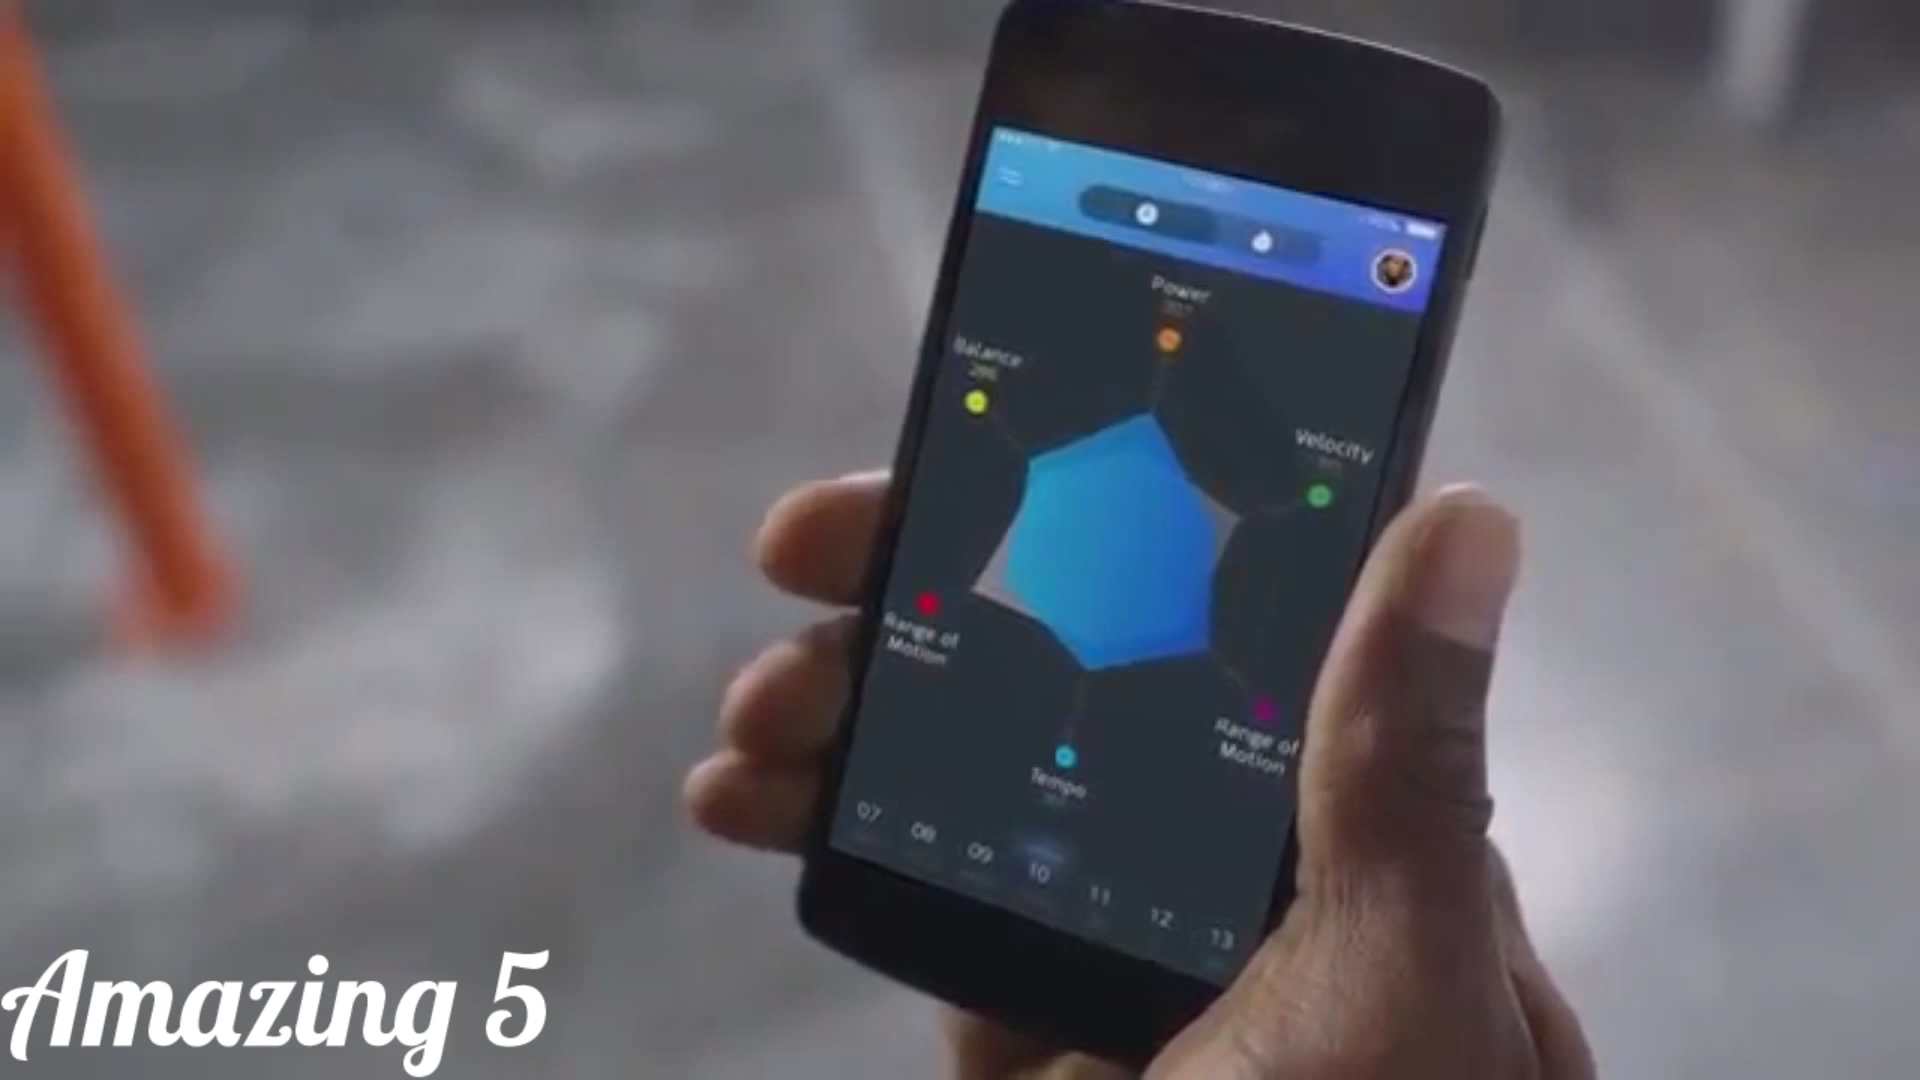 Power
Balance
266
Velocity
Range of
Motion
Range of
Motion
Tempo
07 08 09 10 11 12 13
Amazing 5